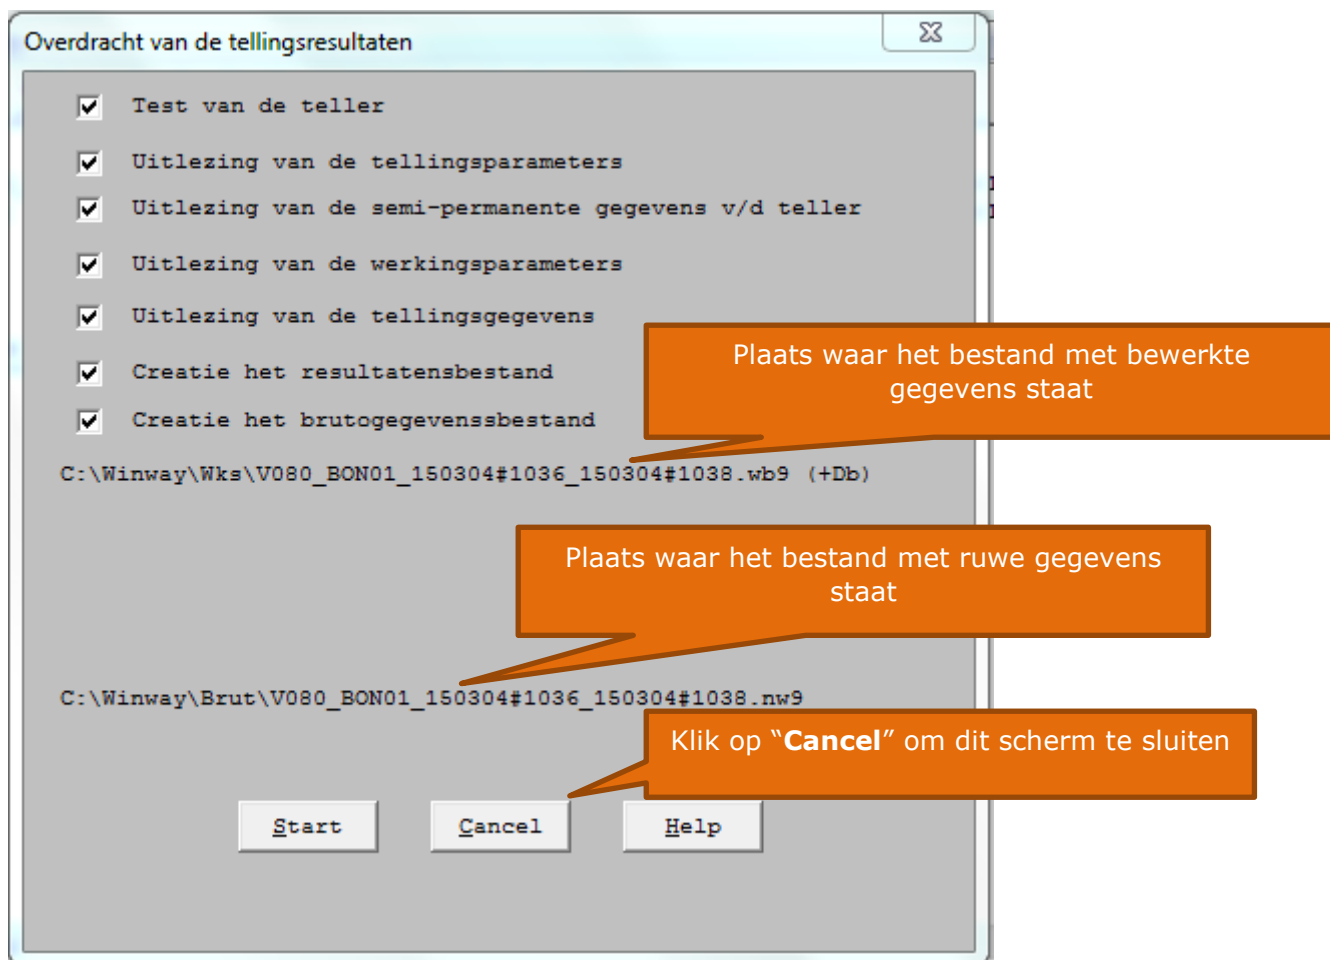 Overdracht van de tellingsresultaten
Test van de teller
Uitlezing van de tellingsparameters
Uitlezing van de semi-permanente gegevens v/d teller
Uitlezing van de werkingsparameters
Uitlezing van de tellingsgegevens
Plaats waar het bestand met bewerkte
gegevens staat
Creatie het resultatensbestand
Creatie het brutogegevenssbestand
C:\Winway\Wks\V080_BON01_150304#1036_150304#1038.wb9 (+Db)
Plaats waar het bestand met ruwe gegevens
staat
C:\Winway\Brut\V080_BON01_150304#1036_150304#1038.nw9
Klik op “Cancel” om dit scherm te sluiten
Start Cancel Help